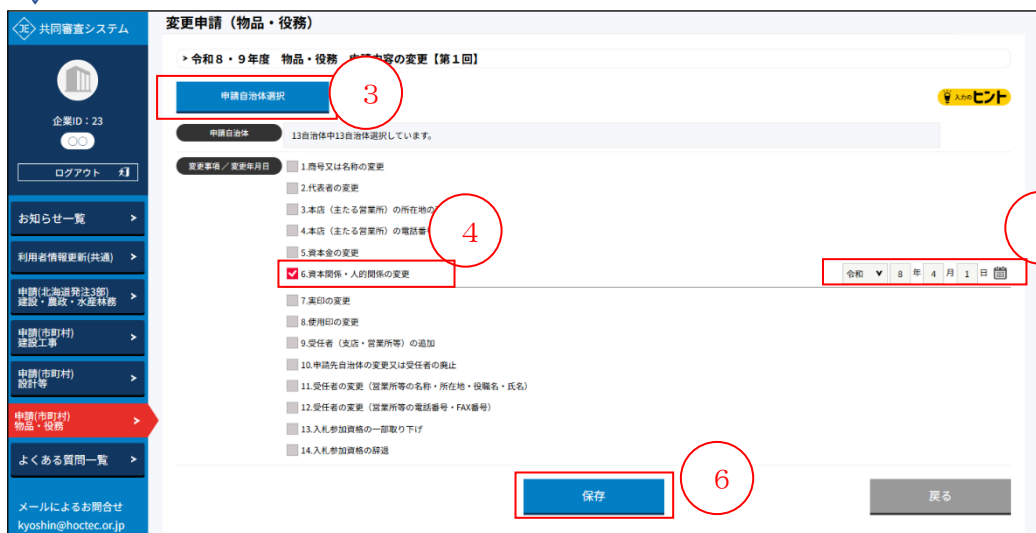 共同審査システム
企業ID：23
○○
ログアウト
お知らせ一覧 >
利用者情報更新(共通) >
申請(北海道発注3部)
建設・農政・水産林務 >
申請(市町村)
建設工事 >
申請(市町村)
設計等 >
申請(市町村)
物品・役務 >
よくある質問一覧 >
メールによるお問合せ
kyoshin@hoctec.or.jp
変更申請（物品・役務）
> 令和８・９年度　物品・役務　申請内容の変更【第１回】
申請自治体選択
3
入力のヒント
申請自治体
13自治体中13自治体選択しています。
変更事項／変更年月日
1.商号又は名称の変更
2.代表者の変更
3.本店（主たる営業所）の所在地の
4.本店（主たる営業所）の電話番号
4
5.資本金の変更
6.資本関係・人的関係の変更
令和 8 年 4 月 1 日
7.実印の変更
8.使用印の変更
9.受任者（支店・営業所等）の追加
10.申請先自治体の変更又は受任者の廃止
11.受任者の変更（営業所等の名称・所在地・役職名・氏名）
12.受任者の変更（営業所等の電話番号・FAX番号）
13.入札参加資格の一部取り下げ
14.入札参加資格の辞退
保存
6
戻る